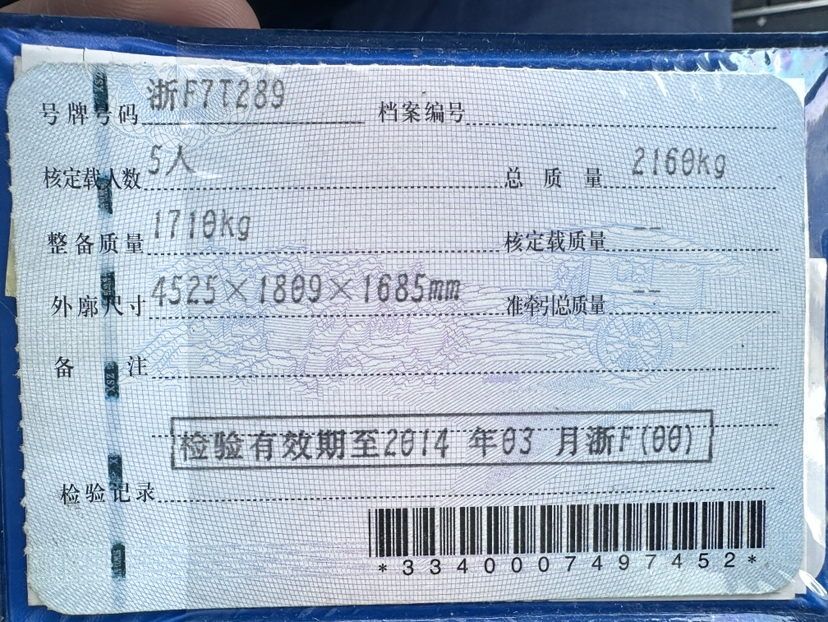 号牌号码 浙F7T289 档案编号
核定载人数 5人 总质量 2160kg
整备质量 1710kg 核定载质量 --
外廓尺寸 4525×1809×1685mm 准牵引总质量 --
备注
检验有效期至2014 年03 月浙F(00)
检验记录
*3340007497452*